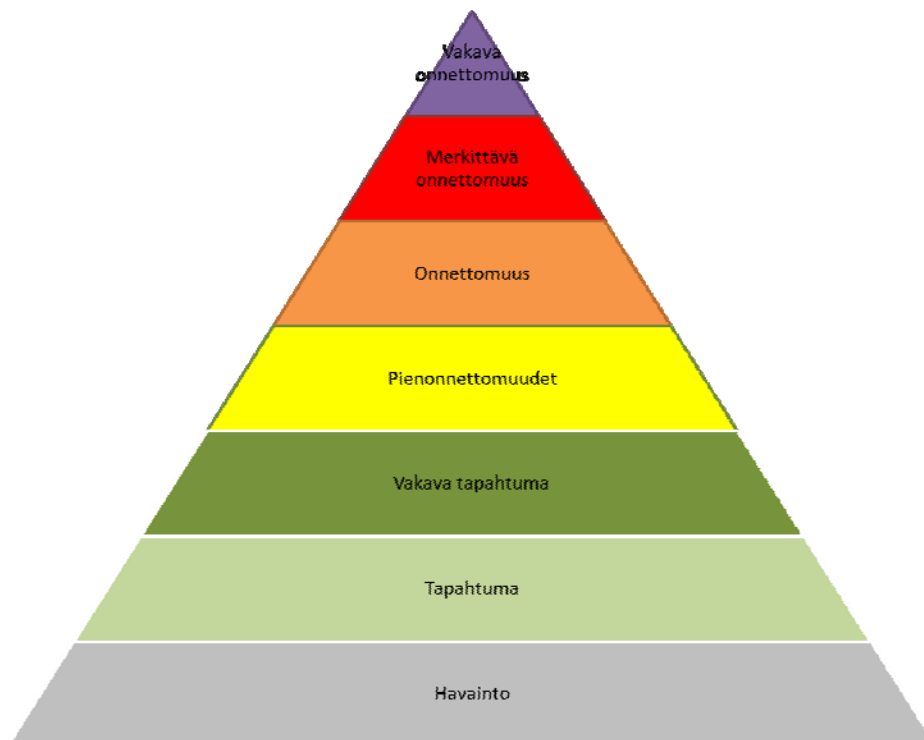 Vakava
onnettomuus
Merkittävä
onnettomuus
Onnettomuus
Pienonnettomuudet
Vakava tapahtuma
Tapahtuma
Havainto